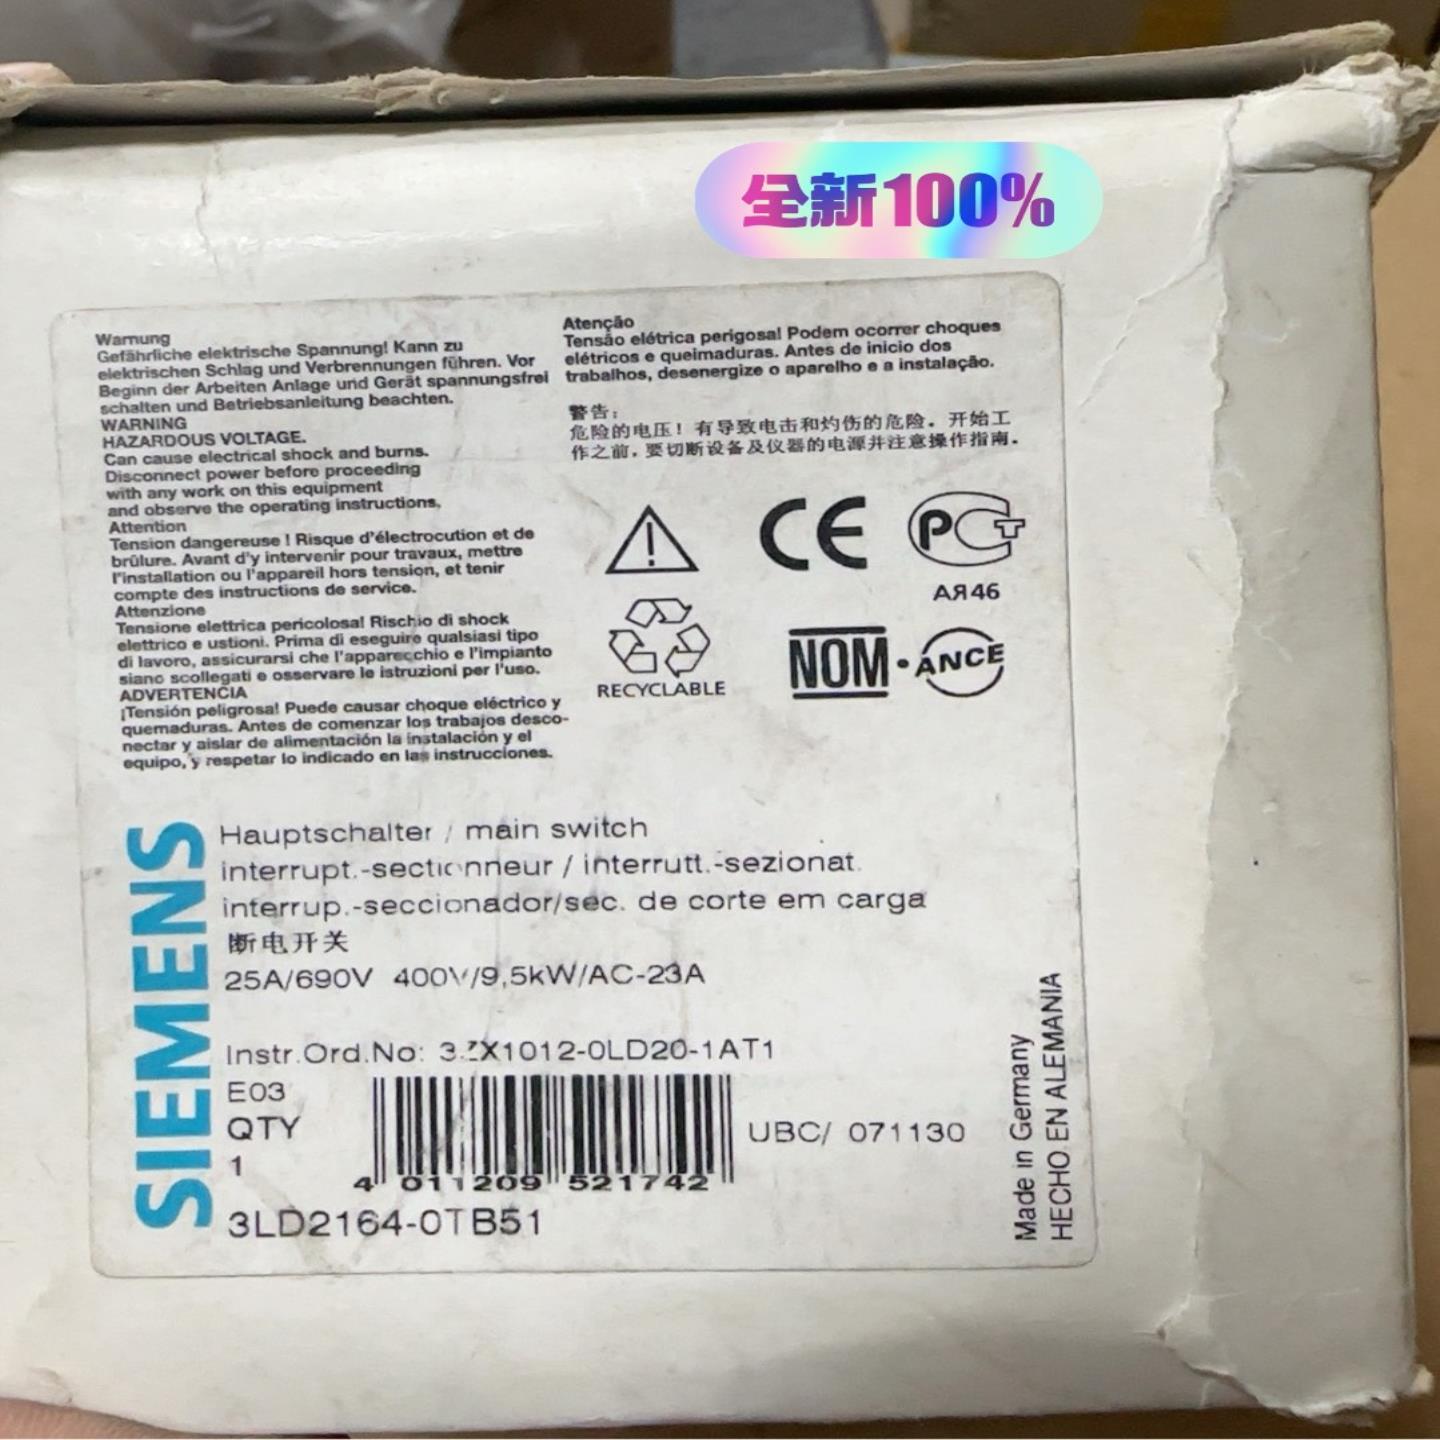 全新100%
Warnung
Gefährliche elektrische Spannung! Kann zu
elektrischen Schlag und Verbrennungen führen. Vor
Beginn der Arbeiten Anlage und Gerät spannungsfrei
schalten und Betriebsanleitung beachten.
WARNING
HAZARDOUS VOLTAGE.
Can cause electrical shock and burns.
Disconnect power before proceeding
with any work on this equipment
and observe the operating instructions,
Attention
Tension dangereuse ! Risque d'électrocution et de
brûlure. Avant d'y intervenir pour travaux, mettre
l'installation ou l'appareil hors tension, et tenir
compte des instructions de service.
Attenzione
Tensione elettrica pericolosa! Rischio di shock
elettrico e ustioni. Prima di eseguire qualsiasi tipo
di lavoro, assicurarsi che l'apparecchio e l'impianto
siano scollegati e osservare le istruzioni per l'uso.
ADVERTENCIA
¡Tensión peligrosa! Puede causar choque eléctrico y
quemaduras. Antes de comenzar los trabajos desco-
nectar y aislar de alimentación la instalación y el
equipo, y respetar lo indicado en las instrucciones.
Atenção
Tensão elétrica perigosa! Podem ocorrer choques
elétricos e queimaduras. Antes de inicio dos
trabalhos, desenergize o aparelho e a instalação.
警告：
危险的电压！有导致电击和灼伤的危险。开始工
作之前，要切断设备及仪器的电源并注意操作指南。
CE
PCT
АЯ46
RECYCLABLE
NOM
ANCE
SIEMENS
Hauptschalter / main switch
interrupt.-sectionneur / interrutt.-sezionat.
interrup.-seccionador/sec. de corte em carga
断电开关
25A/690V 400V/9,5kW/AC-23A
Instr.Ord.No: 3ZX1012-0LD20-1AT1
E03
QTY
1
4 011209 521742
UBC/ 071130
3LD2164-0TB51
Made in Germany
HECHO EN ALEMANIA